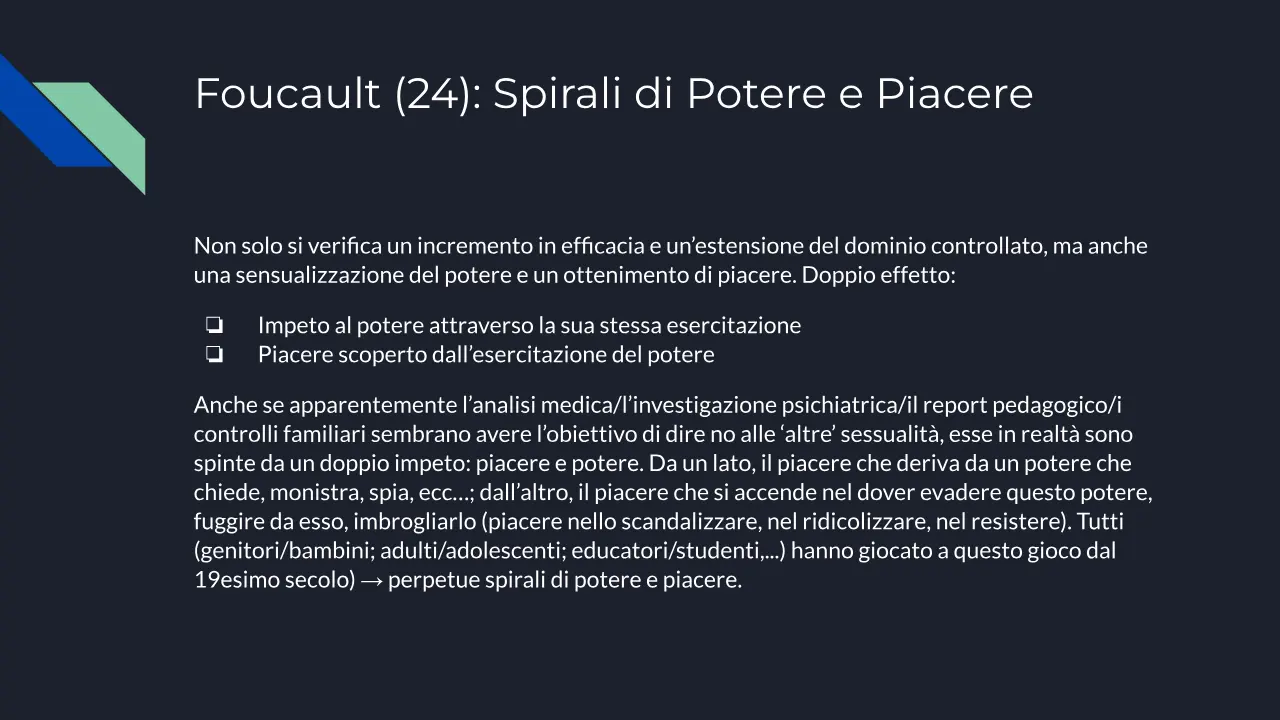 Foucault (24): Spirali di Potere e Piacere
Non solo si verifica un incremento in efficacia e un’estensione del dominio controllato, ma anche
una sensualizzazione del potere e un ottenimento di piacere. Doppio effetto:
❏ Impeto al potere attraverso la sua stessa esercitazione
❏ Piacere scoperto dall’esercitazione del potere
Anche se apparentemente l’analisi medica/l’investigazione psichiatrica/il report pedagogico/i
controlli familiari sembrano avere l’obiettivo di dire no alle ‘altre’ sessualità, esse in realtà sono
spinte da un doppio impeto: piacere e potere. Da un lato, il piacere che deriva da un potere che
chiede, monistra, spia, ecc…; dall’altro, il piacere che si accende nel dover evadere questo potere,
fuggire da esso, imbrogliarlo (piacere nello scandalizzare, nel ridicolizzare, nel resistere). Tutti
(genitori/bambini; adulti/adolescenti; educatori/studenti,...) hanno giocato a questo gioco dal
19esimo secolo) → perpetue spirali di potere e piacere.